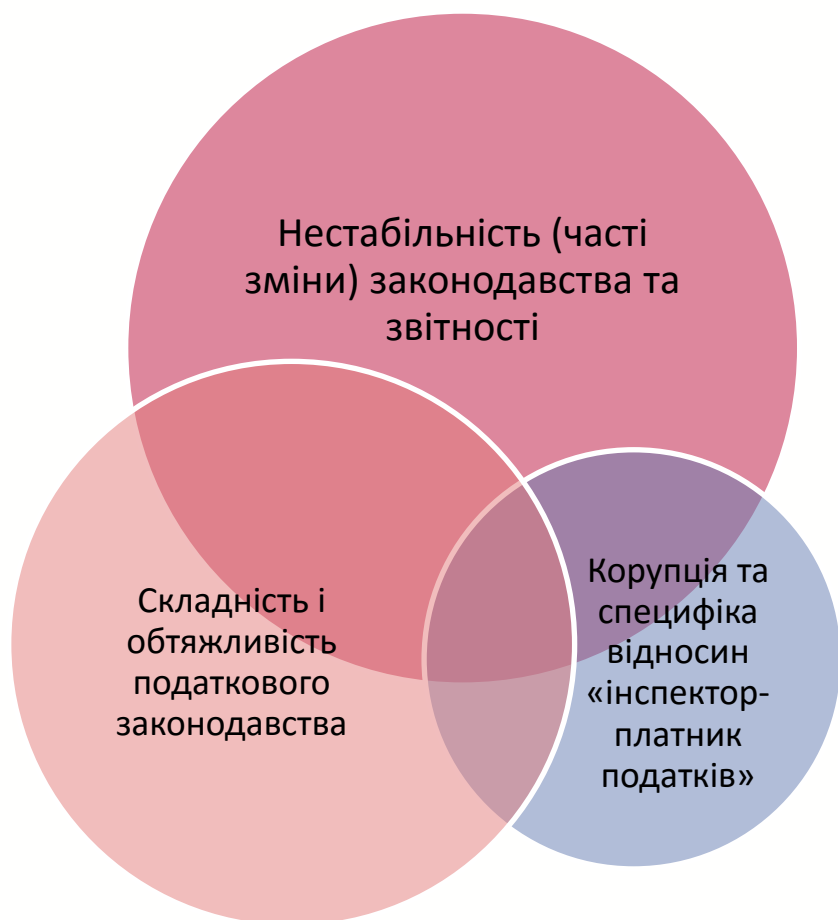 Нестабільність (часті
зміни) законодавства та
звітності
Складність і
обтяжливість
податкового
законодавства
Корупція та
специфіка
відносин
«інспектор-
платник
податків»